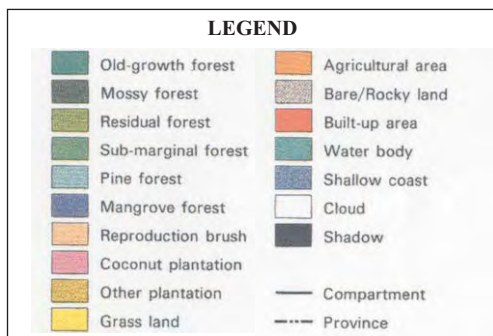 LEGEND
Old-growth forest
Mossy forest
Residual forest
Sub-marginal forest
Pine forest
Mangrove forest
Reproduction brush
Coconut plantation
Other plantation
Grass land
Agricultural area
Bare/Rocky land
Built-up area
Water body
Shallow coast
Cloud
Shadow
Compartment
Province